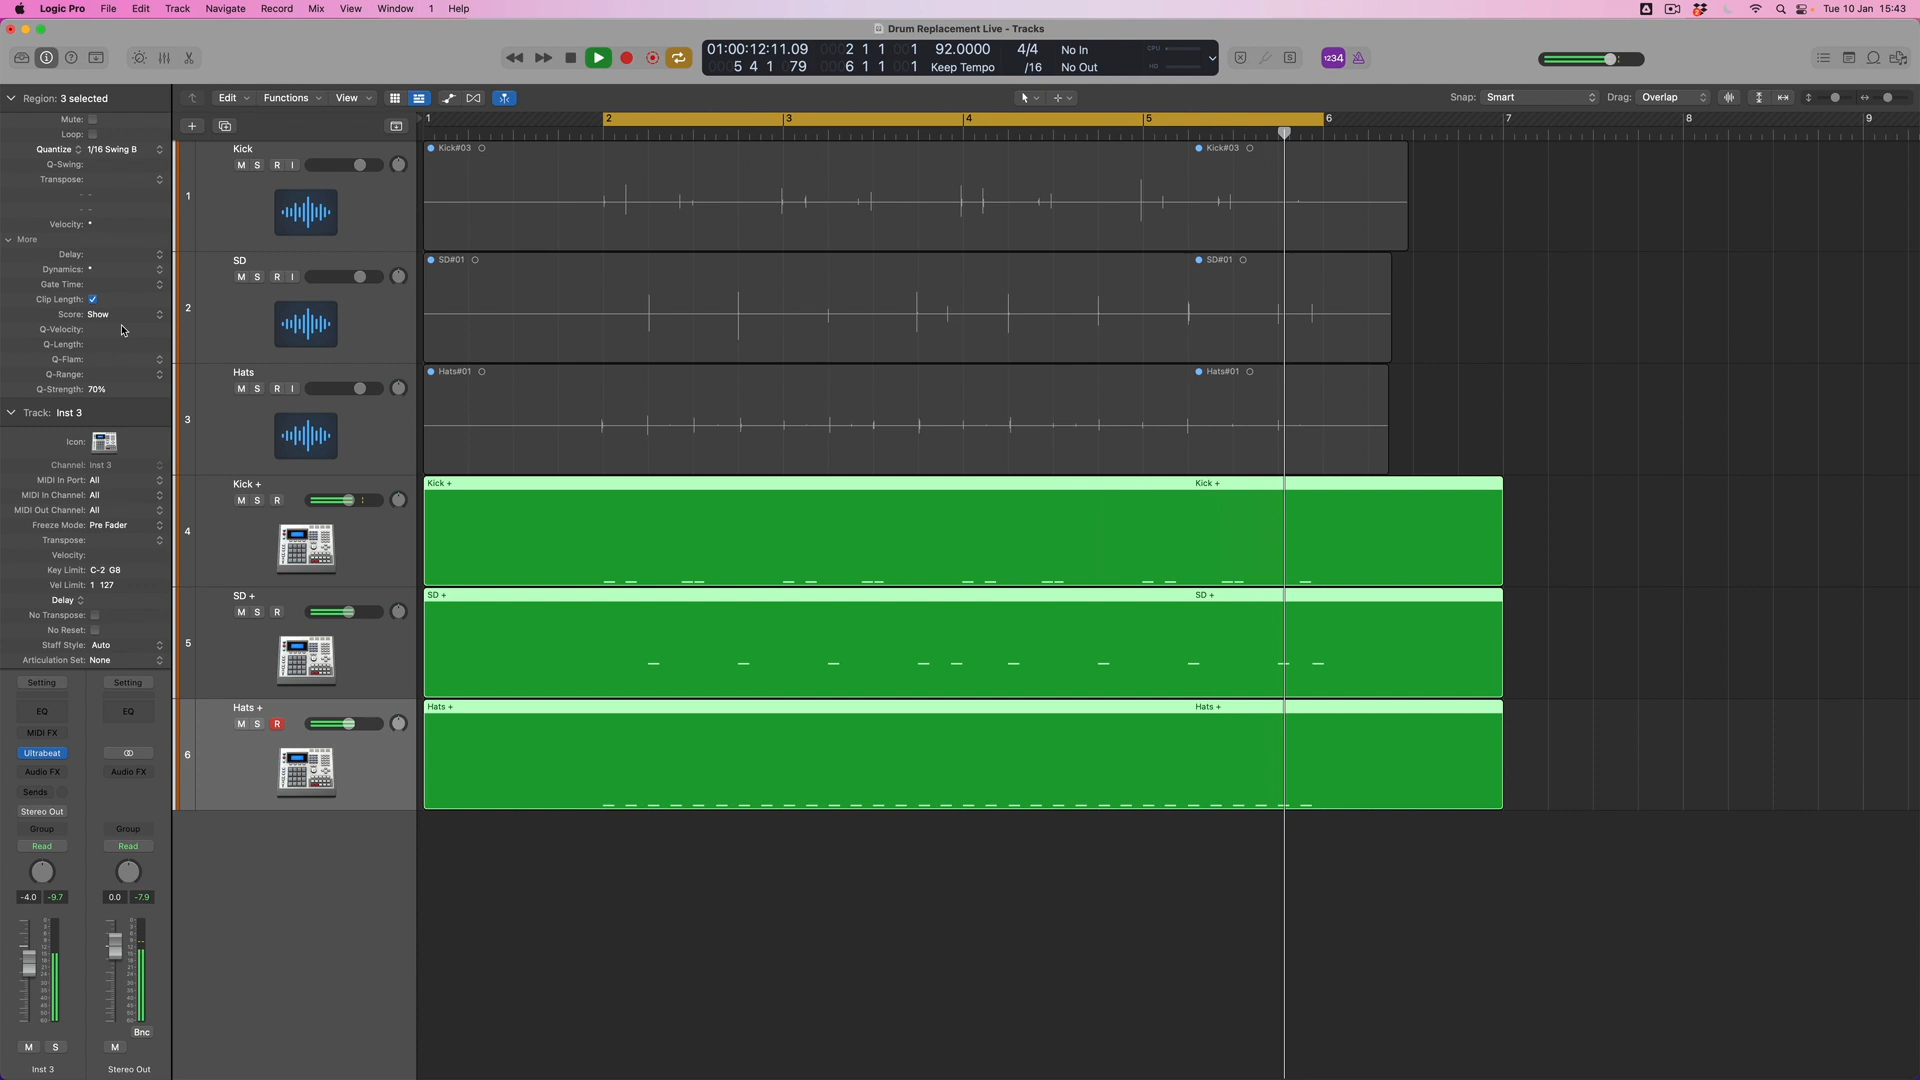 Logic Pro File Edit Track Navigate Record Mix View Window 1 Help
Tue 10 Jan 15:43
Drum Replacement Live - Tracks
01:00:12:11.09 0002 1 1 001 92.0000 4/4 No In
0005 4 1 079 0006 1 1 001 Keep Tempo /16 No Out
CPU
HD
1234
Region: 3 selected
Edit Functions View
Snap: Smart
Drag: Overlap
Mute:
Loop:
Quantize 1/16 Swing B
Q-Swing:
Transpose:
Velocity:
More
Delay:
Dynamics:
Gate Time:
Clip Length:
Score: Show
Q-Velocity:
Q-Length:
Q-Flam:
Q-Range:
Q-Strength: 70%
Track: Inst 3
Icon:
Channel: Inst 3
MIDI In Port: All
MIDI In Channel: All
MIDI Out Channel: All
Freeze Mode: Pre Fader
Transpose:
Velocity:
Key Limit: C-2 G8
Vel Limit: 1 127
Delay
No Transpose:
No Reset:
Staff Style: Auto
Articulation Set: None
Setting Setting
EQ EQ
MIDI FX
Ultrabeat
Audio FX Audio FX
Sends
Stereo Out
Group Group
Read Read
-4.0 -9.7 0.0 -7.9
Bnc
M S M
Inst 3 Stereo Out
1 2 3 4 5 6 7 8 9
1
Kick
M S R I
Kick#03 Kick#03
2
SD
M S R I
SD#01 SD#01
3
Hats
M S R I
Hats#01 Hats#01
4
Kick +
M S R
Kick + Kick +
5
SD +
M S R
SD + SD +
6
Hats +
M S R
Hats + Hats +